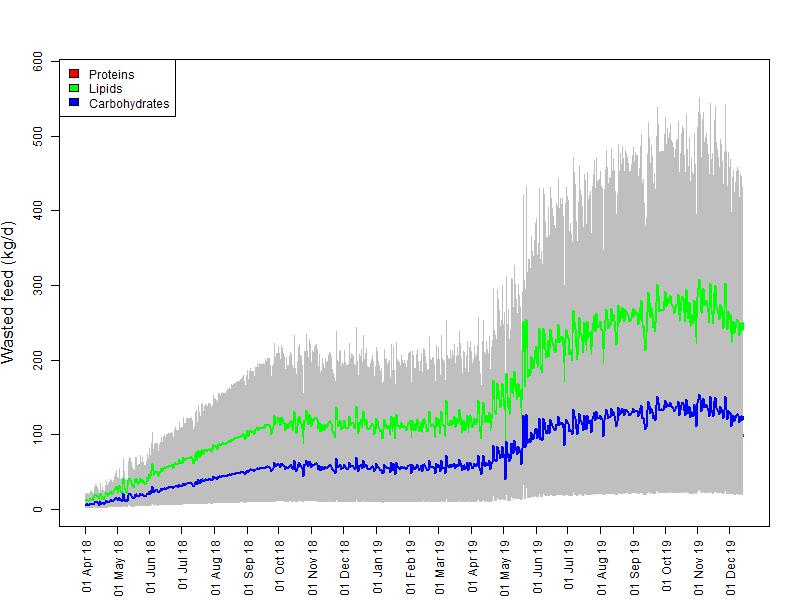 Wasted feed (kg/d)
600
500
400
300
200
100
0
Proteins
Lipids
Carbohydrates
01 Apr 18
01 May 18
01 Jun 18
01 Jul 18
01 Aug 18
01 Sep 18
01 Oct 18
01 Nov 18
01 Dec 18
01 Jan 19
01 Feb 19
01 Mar 19
01 Apr 19
01 May 19
01 Jun 19
01 Jul 19
01 Aug 19
01 Sep 19
01 Oct 19
01 Nov 19
01 Dec 19